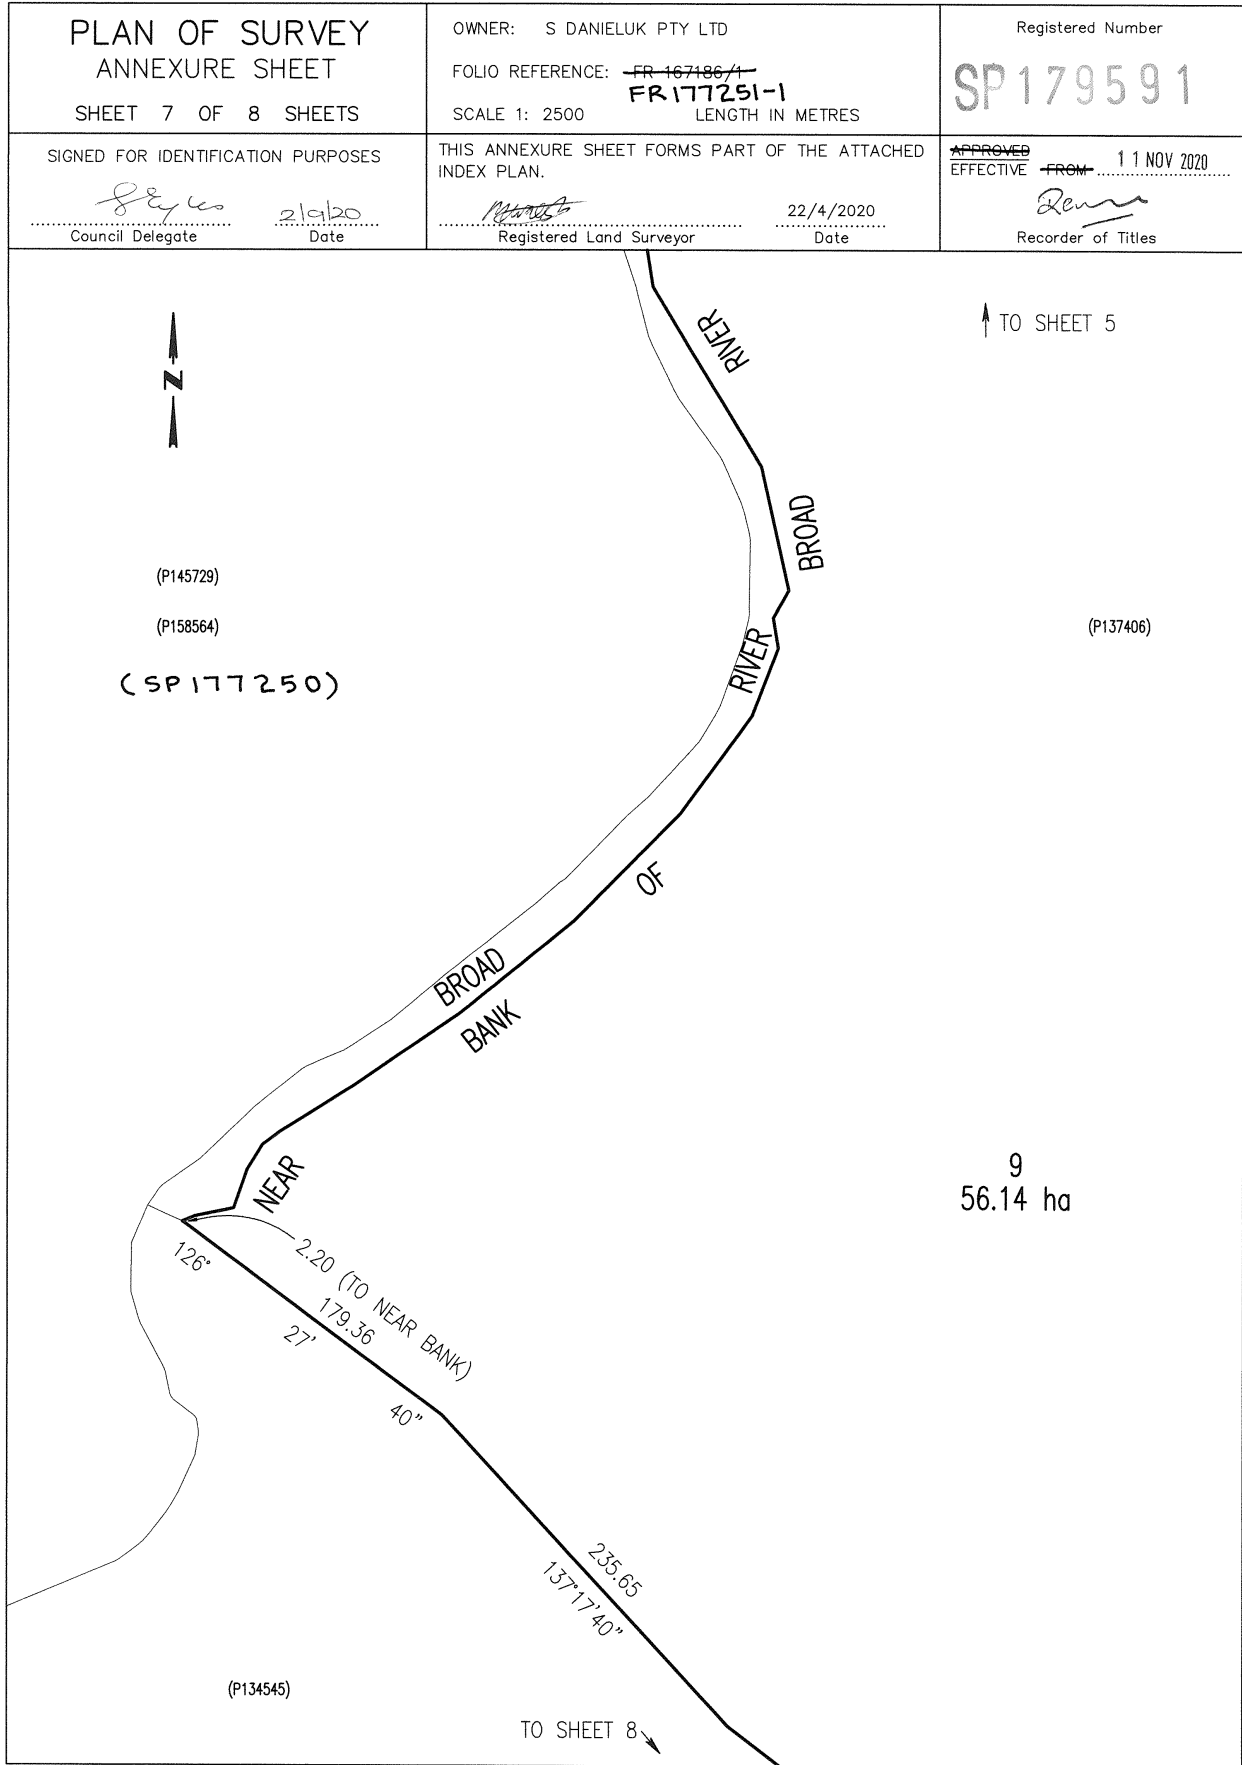 PLAN OF SURVEY
ANNEXURE SHEET
SHEET 7 OF 8 SHEETS
OWNER: S DANIELUK PTY LTD
FOLIO REFERENCE: FR 167186/1
FR177251-1
SCALE 1: 2500 LENGTH IN METRES
Registered Number
SP179591
SIGNED FOR IDENTIFICATION PURPOSES
2/9/20
Council Delegate Date
THIS ANNEXURE SHEET FORMS PART OF THE ATTACHED
INDEX PLAN.
22/4/2020
Registered Land Surveyor Date
APPROVED
EFFECTIVE FROM 11 NOV 2020
Recorder of Titles
TO SHEET 5
N
RIVER
BROAD
(P145729)
(P158564)
(SP177250)
(P137406)
RIVER
OF
BROAD
BANK
NEAR
9
56.14 ha
2.20 (TO NEAR BANK)
126°
179.36
27'
40"
235.65
137°17'40"
(P134545)
TO SHEET 8